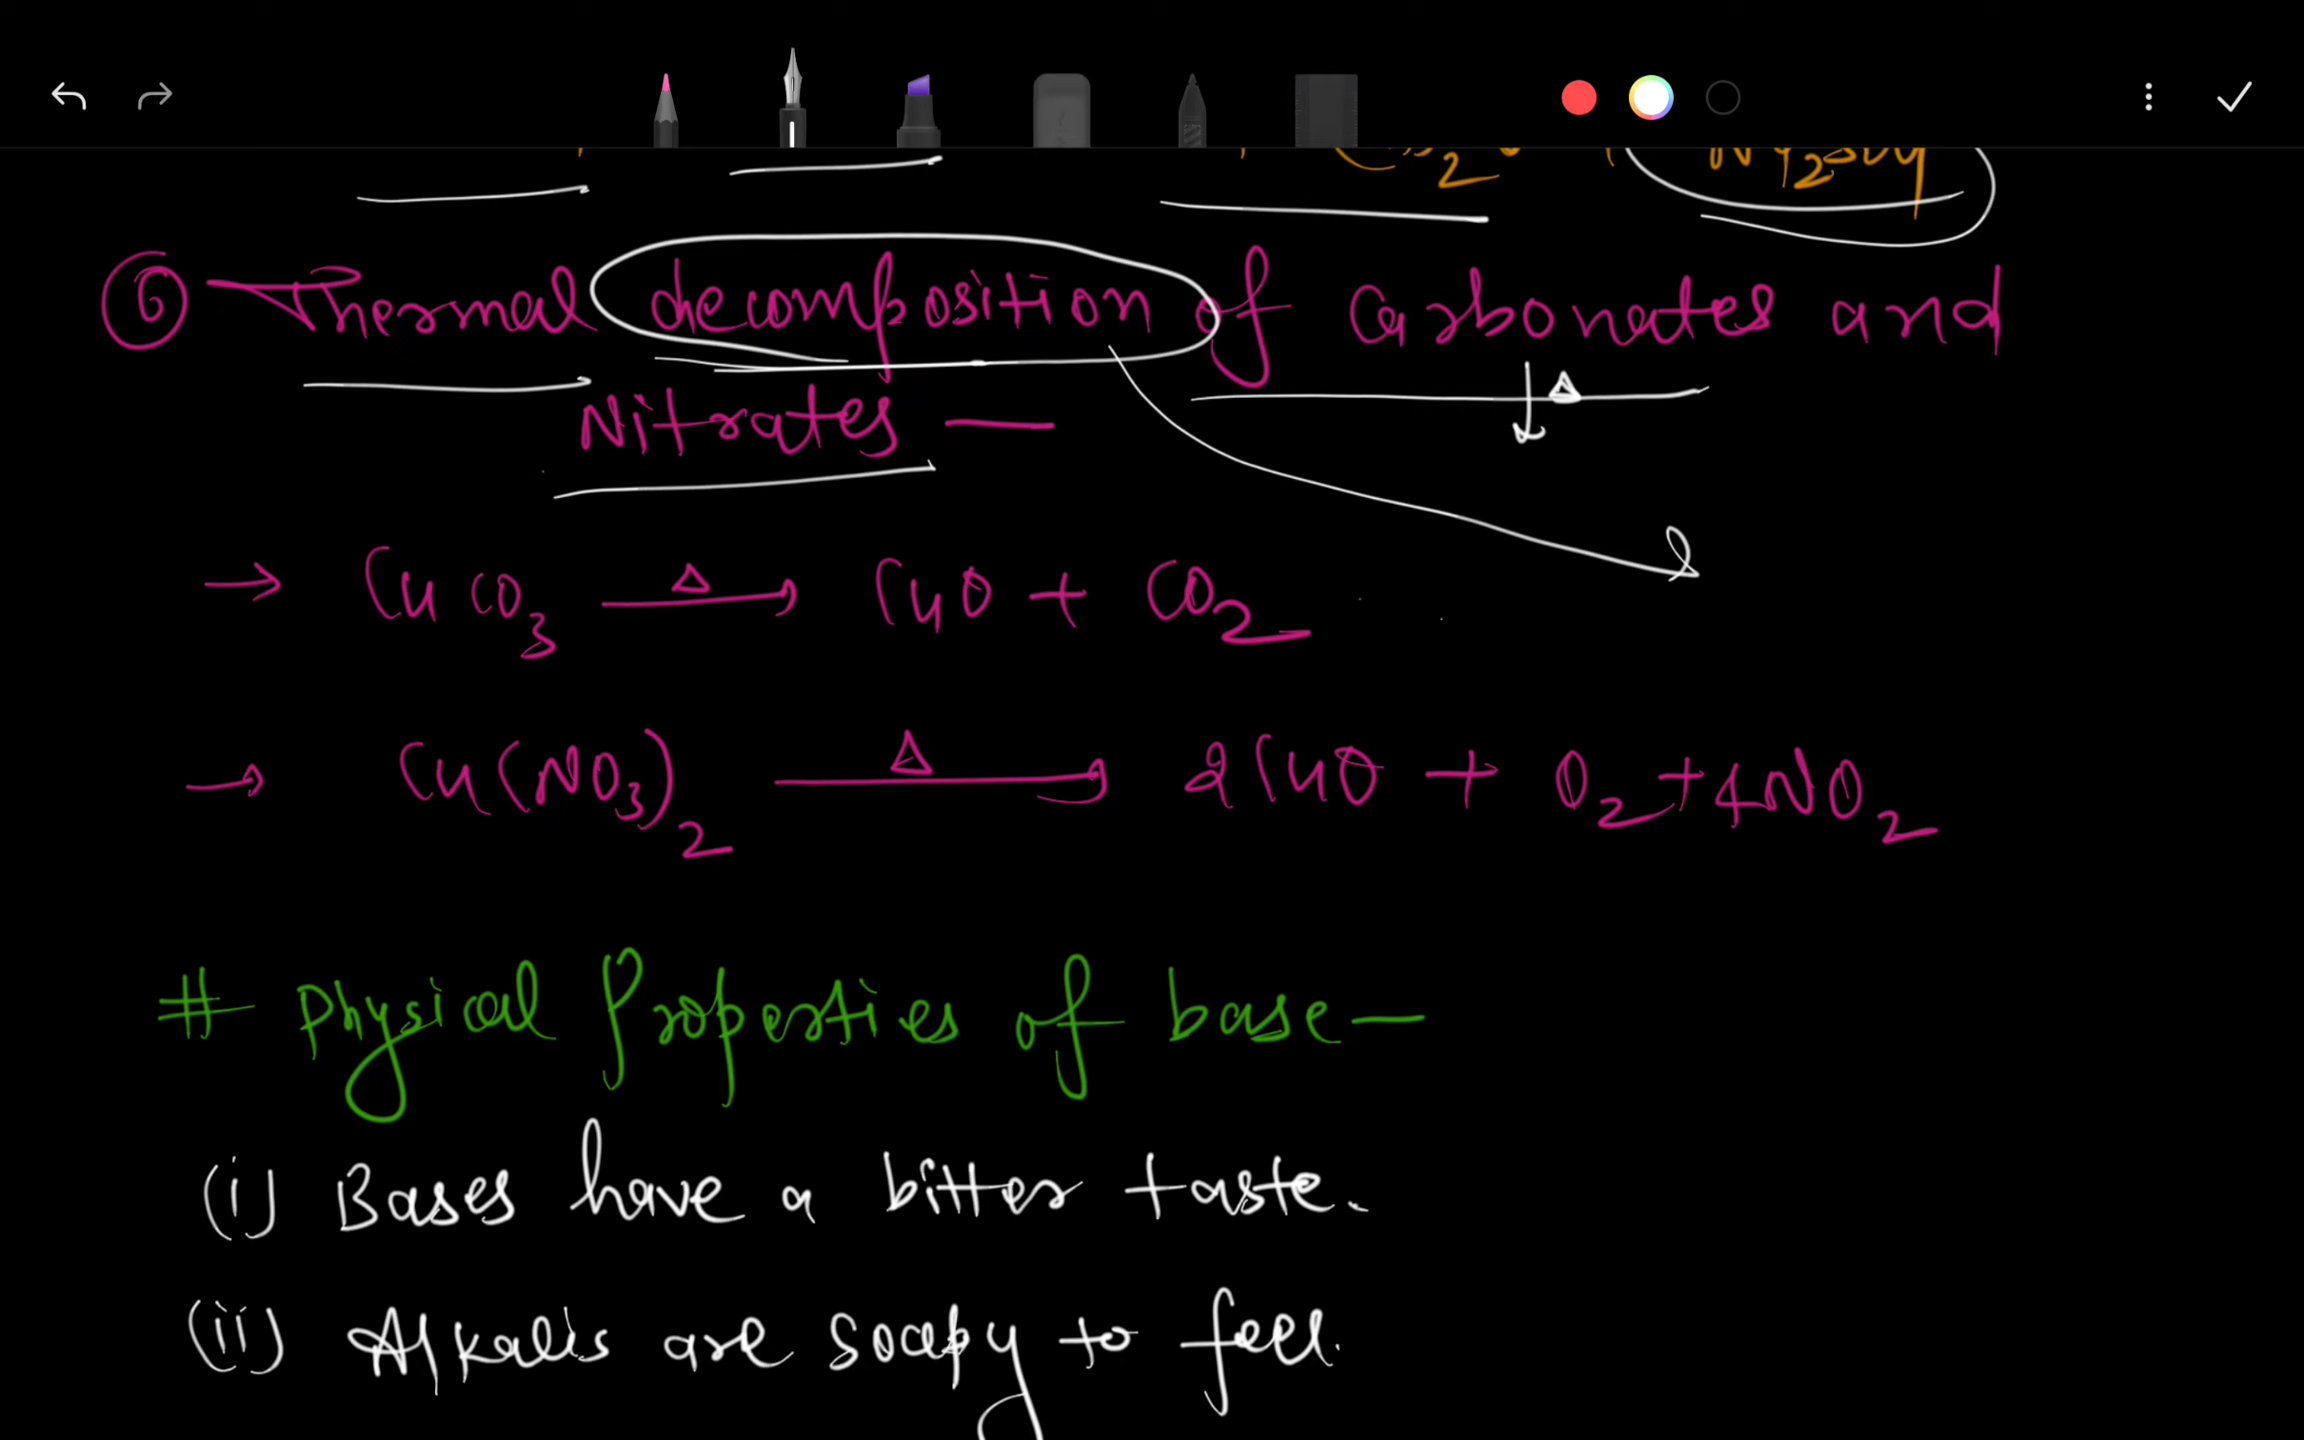 ⑥ Thermal decomposition of Carbonates and
Δ
Nitrates —
→ CuCO₃ —Δ→ CuO + CO₂
→ Cu(NO₃)₂ —Δ→ 2CuO + O₂ + 4NO₂
# Physical Properties of base —
(i) Bases have a bitter taste.
(ii) Alkalis are soapy to feel.